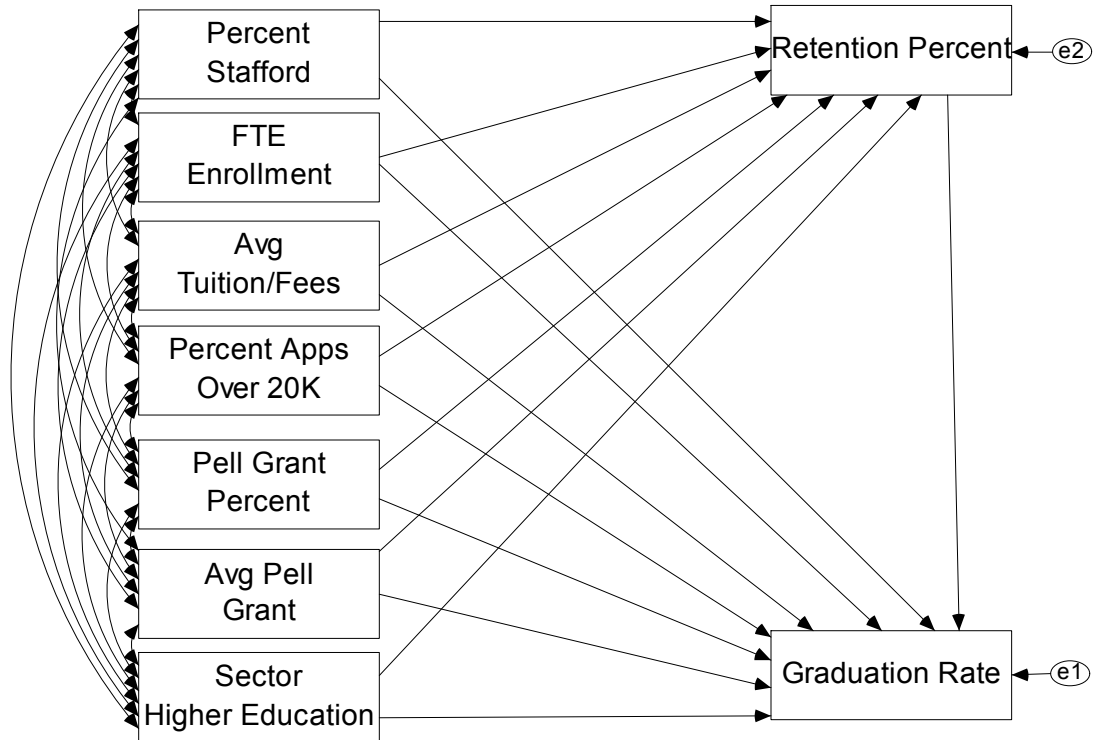 Percent
Stafford
FTE
Enrollment
Avg
Tuition/Fees
Percent Apps
Over 20K
Pell Grant
Percent
Avg Pell
Grant
Sector
Higher Education
Retention Percent
e2
Graduation Rate
e1